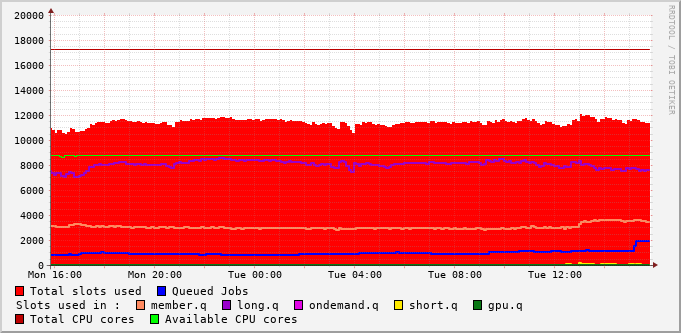 20000
18000
16000
14000
12000
10000
8000
6000
4000
2000
0
Mon 16:00 Mon 20:00 Tue 00:00 Tue 04:00 Tue 08:00 Tue 12:00
RRDTOOL / TOBI OETIKER
Total slots used Queued Jobs
Slots used in : member.q long.q ondemand.q short.q gpu.q
Total CPU cores Available CPU cores